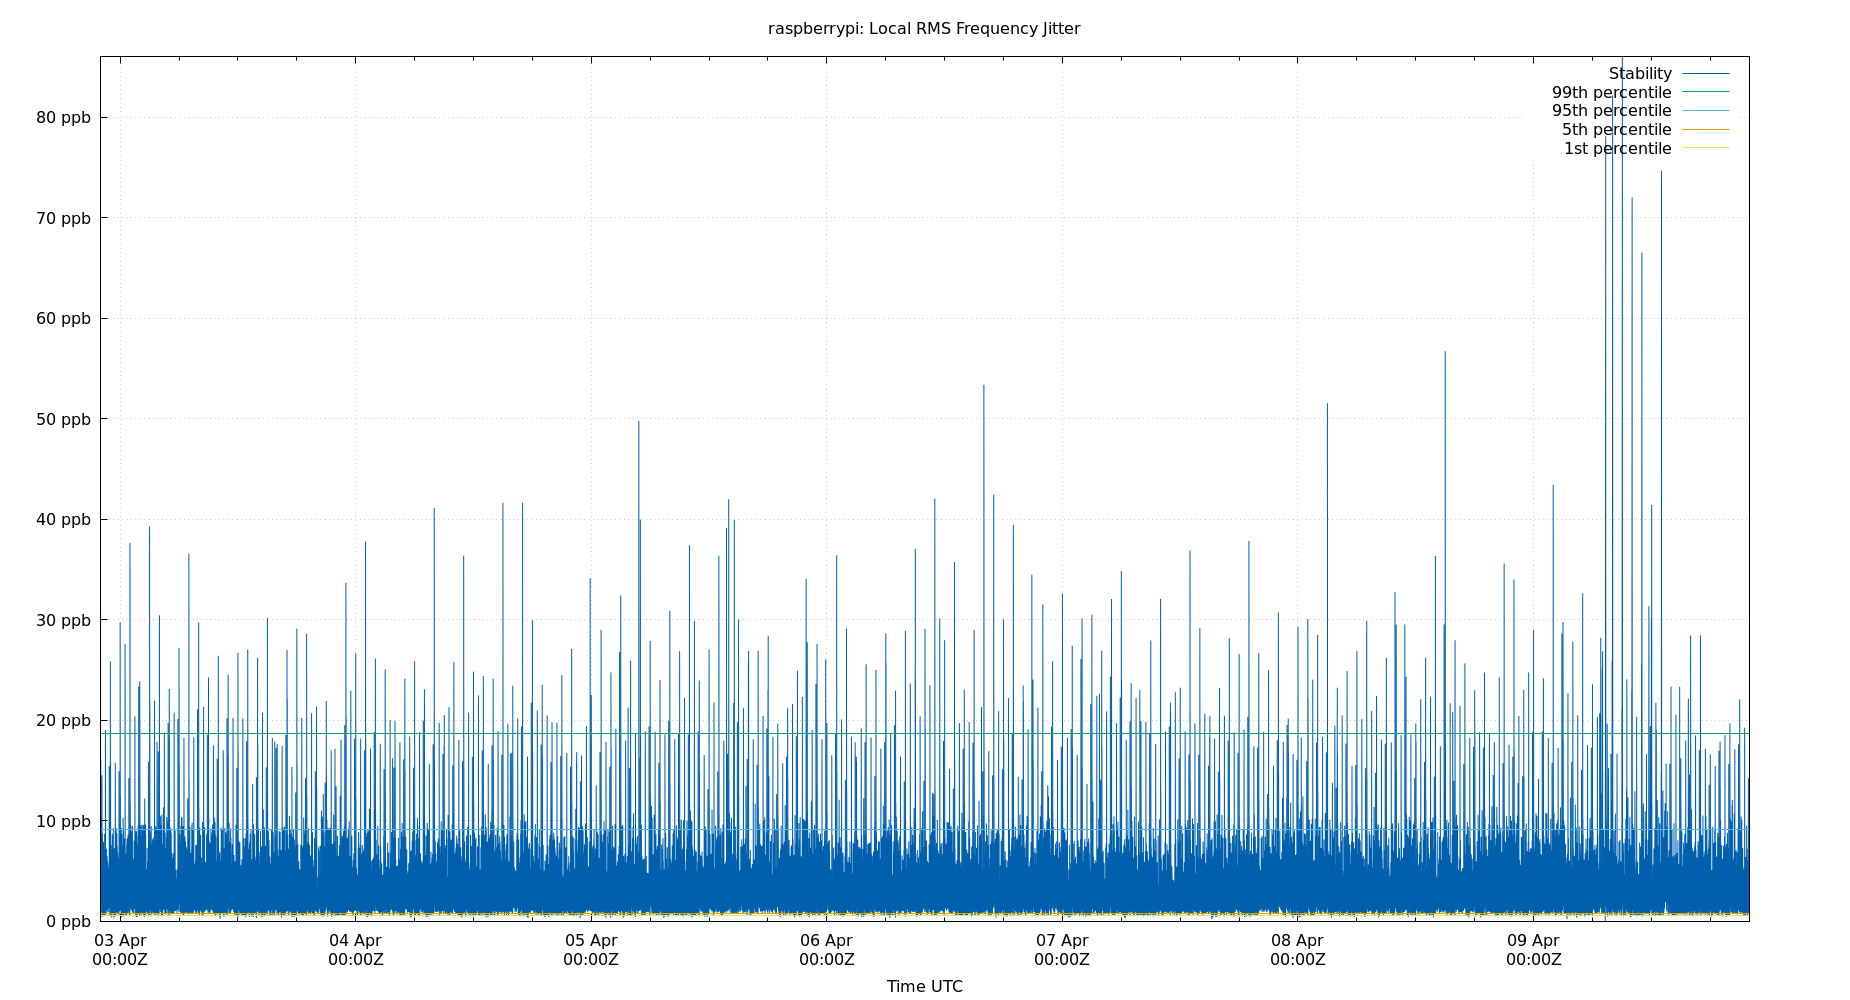 raspberrypi: Local RMS Frequency Jitter
Stability
99th percentile
95th percentile
5th percentile
1st percentile
80 ppb
70 ppb
60 ppb
50 ppb
40 ppb
30 ppb
20 ppb
10 ppb
0 ppb
03 Apr 04 Apr 05 Apr 06 Apr 07 Apr 08 Apr 09 Apr
00:00Z 00:00Z 00:00Z 00:00Z 00:00Z 00:00Z 00:00Z
Time UTC